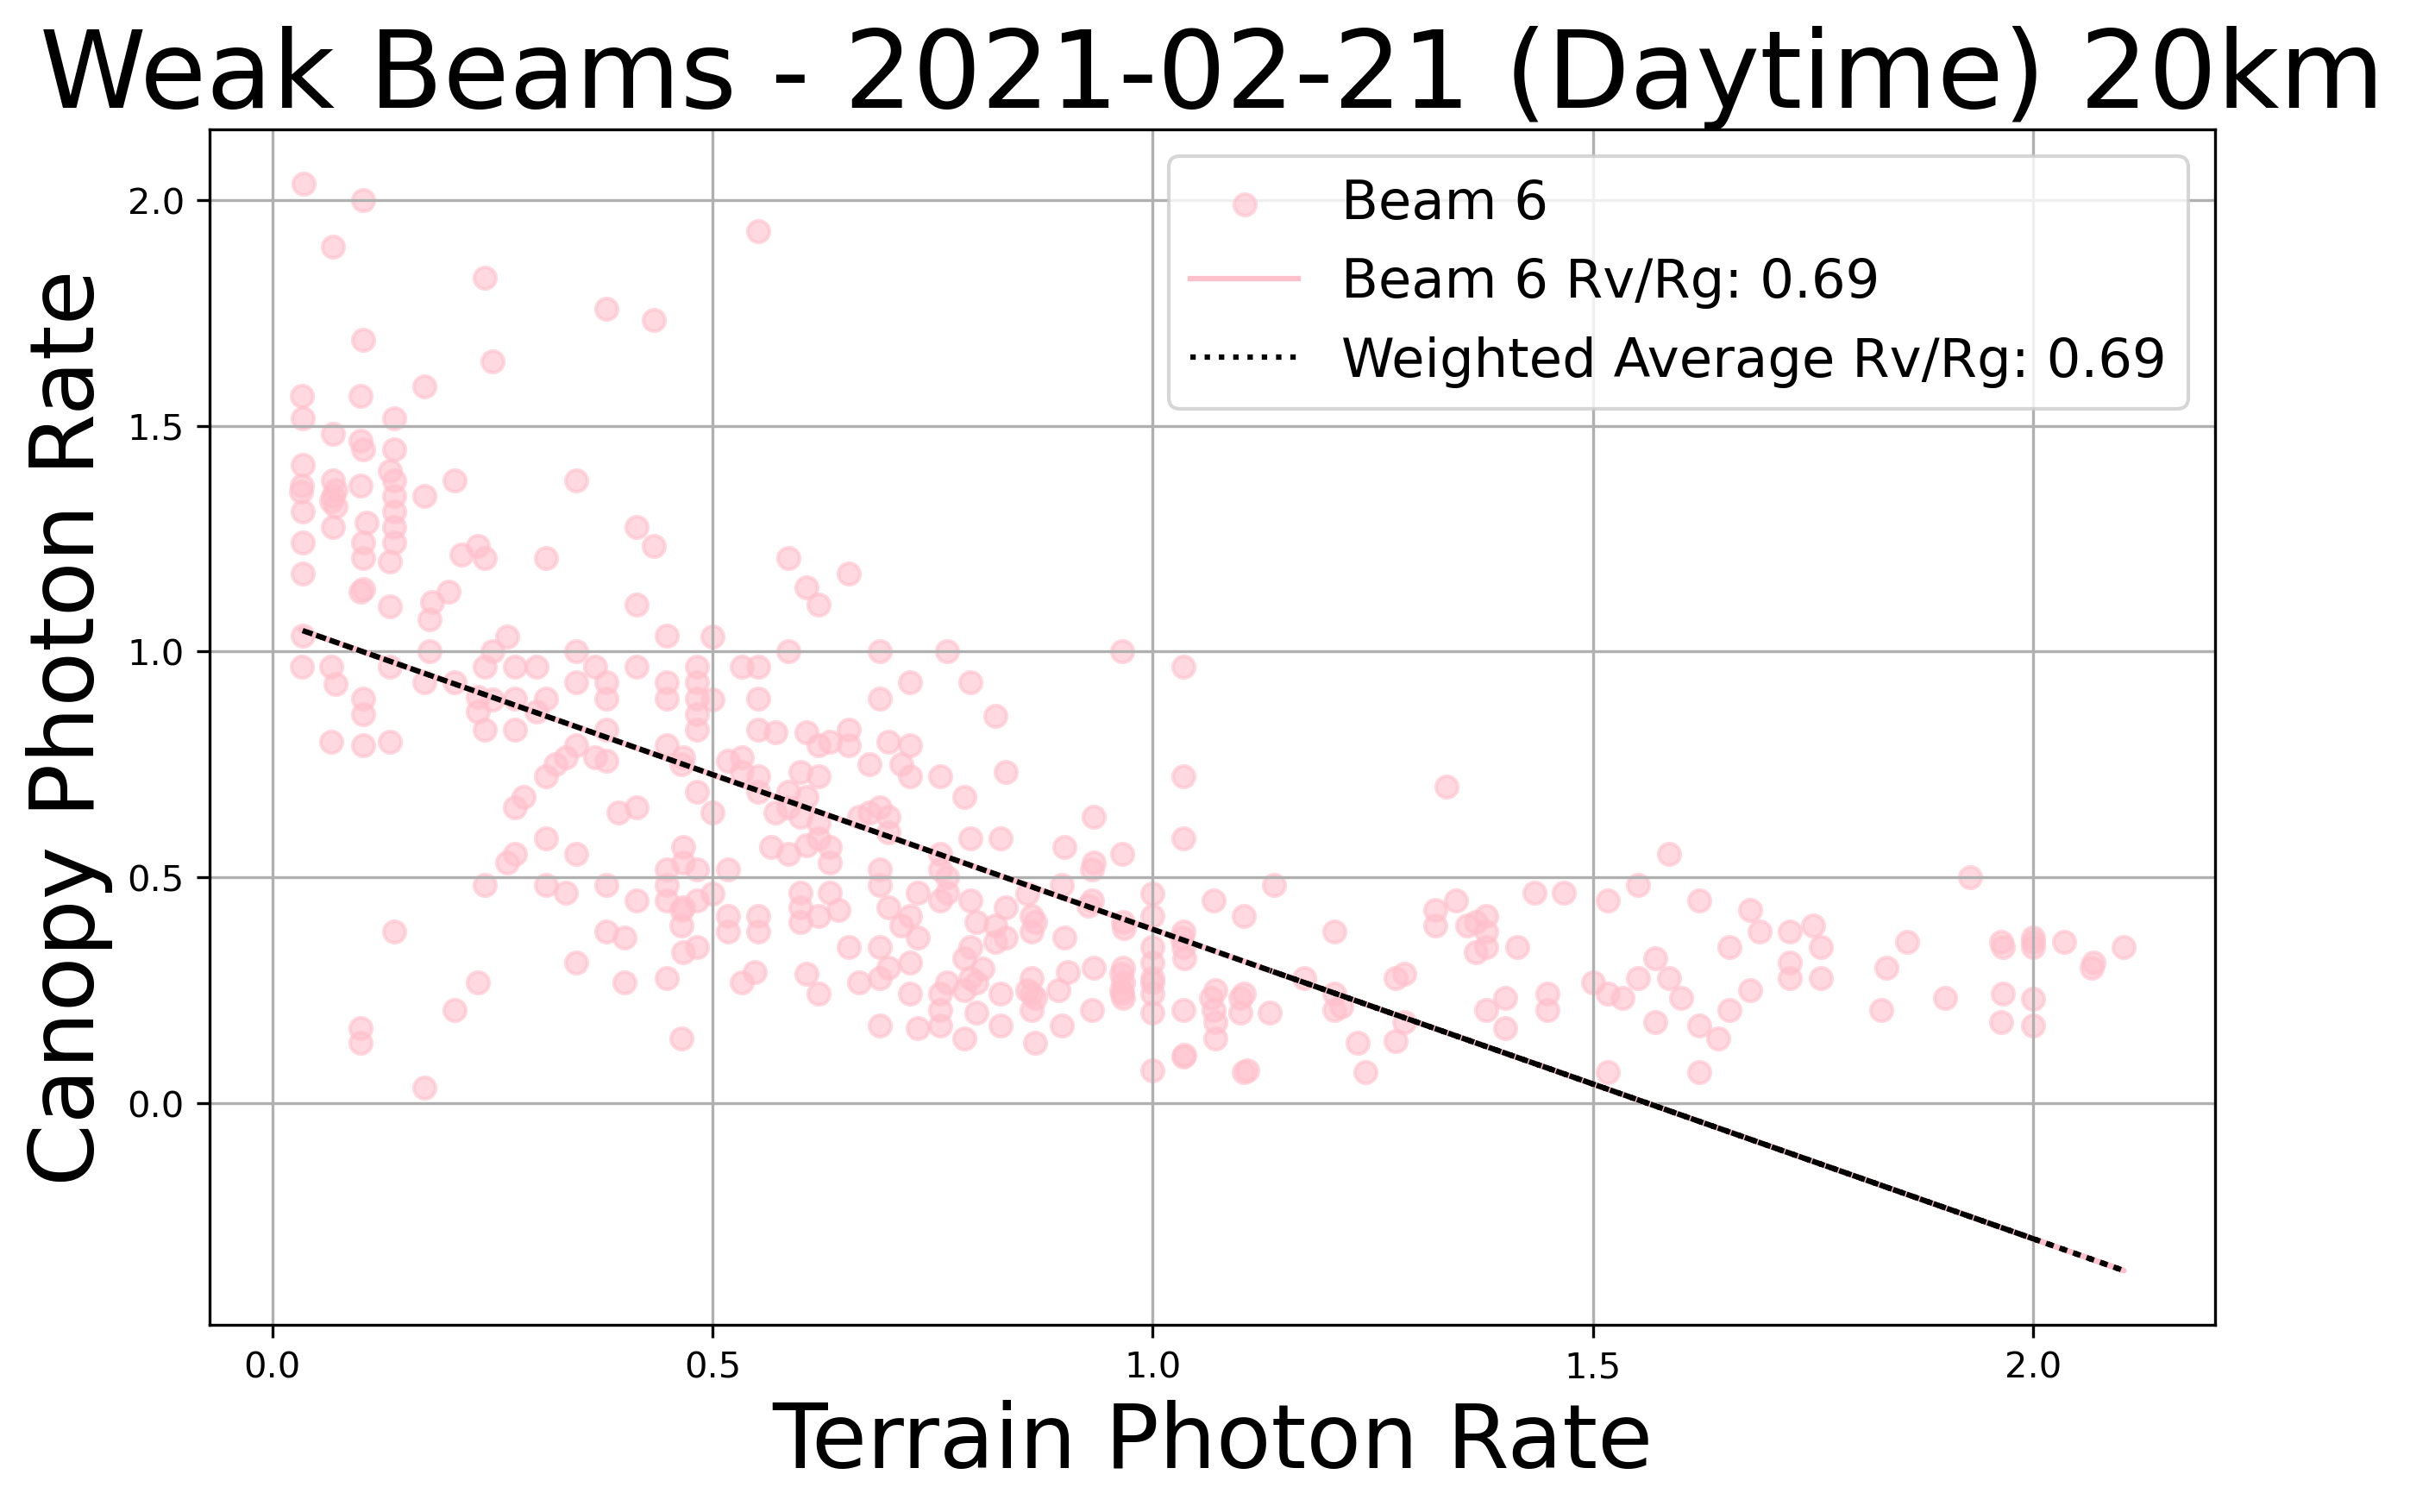 Weak Beams - 2021-02-21 (Daytime) 20km
Beam 6
Beam 6 Rv/Rg: 0.69
Weighted Average Rv/Rg: 0.69
Canopy Photon Rate
2.0
1.5
1.0
0.5
0.0
0.0 0.5 1.0 1.5 2.0
Terrain Photon Rate